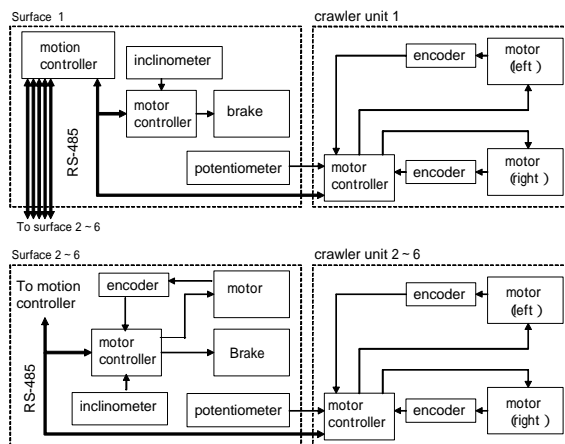 Surface 1
motion
controller
inclinometer
motor
controller
brake
RS-485
potentiometer
To surface 2 ~ 6
crawler unit 1
encoder
motor
(left )
motor
controller
encoder
motor
(right )
Surface 2 ~ 6
To motion
controller
encoder
motor
motor
controller
Brake
RS-485
inclinometer
potentiometer
crawler unit 2 ~ 6
encoder
motor
(left )
motor
controller
encoder
motor
(right )